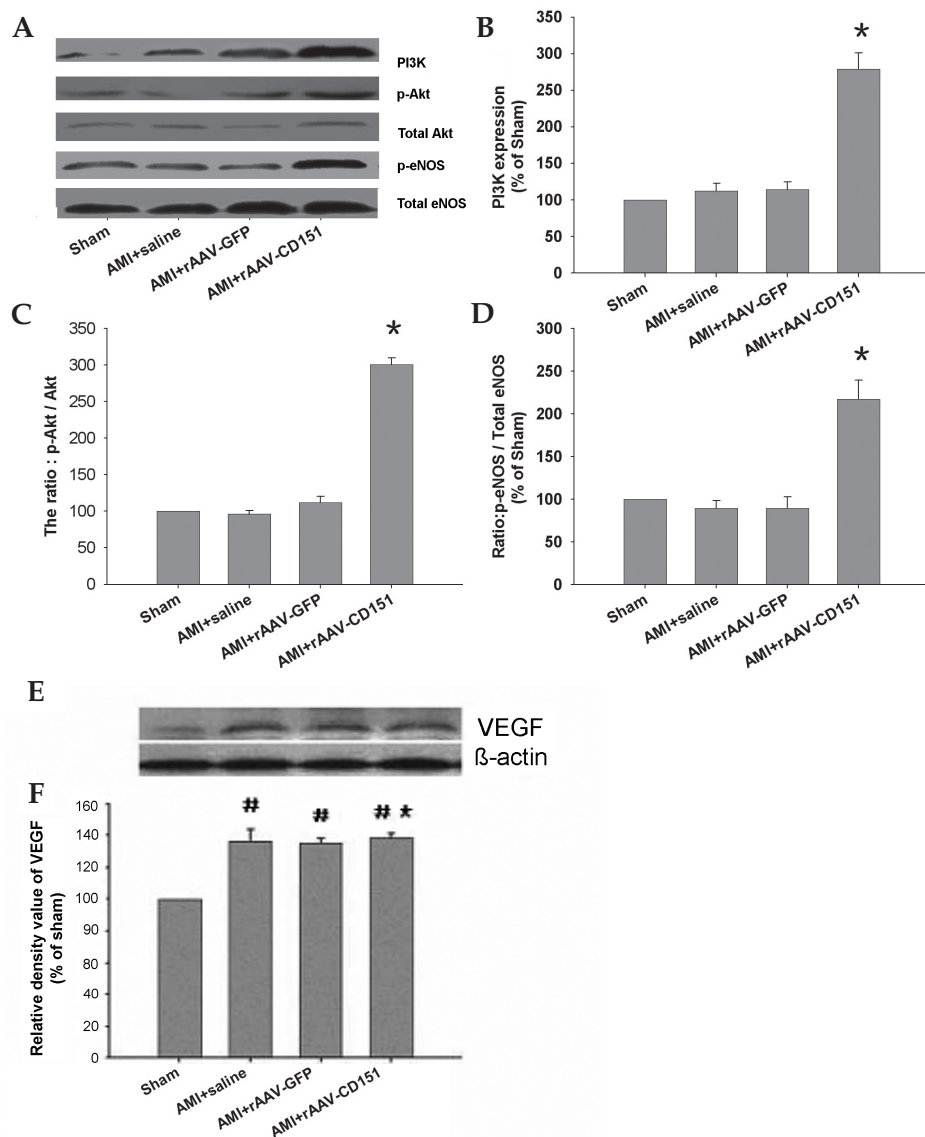 A
PI3K
p-Akt
Total Akt
p-eNOS
Total eNOS
Sham
AMI+saline
AMI+rAAV-GFP
AMI+rAAV-CD151
B
PI3K expression
(% of Sham)
350
300
250
200
150
100
50
0
*
Sham
AMI+saline
AMI+rAAV-GFP
AMI+rAAV-CD151
C
The ratio : p-Akt / Akt
350
300
250
200
150
100
50
0
*
Sham
AMI+saline
AMI+rAAV-GFP
AMI+rAAV-CD151
D
Ratio:p-eNOS / Total eNOS
(% of Sham)
300
250
200
150
100
50
0
*
Sham
AMI+saline
AMI+rAAV-GFP
AMI+rAAV-CD151
E
VEGF
ß-actin
F
Relative density value of VEGF
(% of sham)
160
140
120
100
90
80
40
20
0
#
#
# *
Sham
AMI+saline
AMI+rAAV-GFP
AMI+rAAV-CD151